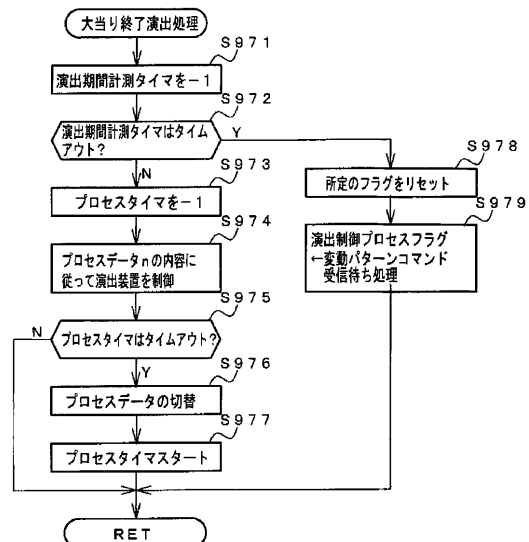 大当り終了演出処理
S971
演出期間計測タイマを－1
S972
演出期間計測タイマはタイム
アウト？
Y
N
S973
プロセスタイマを－1
S974
プロセスデータnの内容に
従って演出装置を制御
S975
プロセスタイマはタイムアウト？
N
Y
S976
プロセスデータの切替
S977
プロセスタイマスタート
S978
所定のフラグをリセット
S979
演出制御プロセスフラグ
←変動パターンコマンド
受信待ち処理
RET